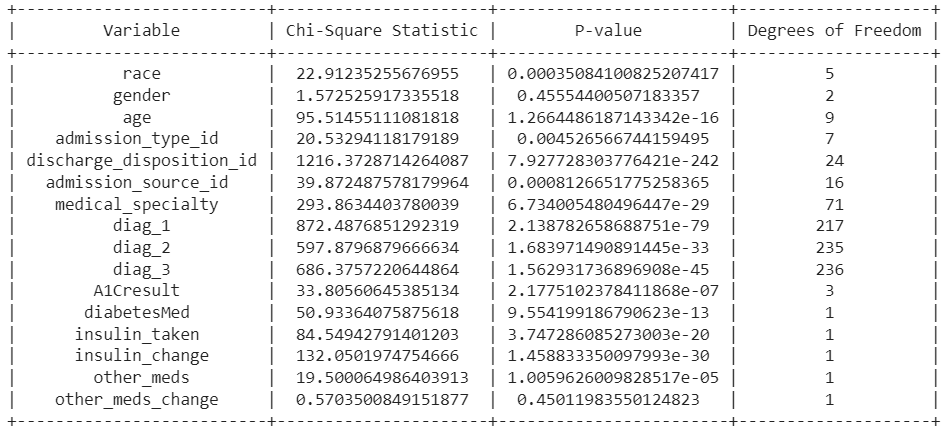 +---------------------------+----------------------+------------------------+--------------------+
| Variable | Chi-Square Statistic | P-value | Degrees of Freedom |
+---------------------------+----------------------+------------------------+--------------------+
| race | 22.91235255676955 | 0.00035084100825207417 | 5 |
| gender | 1.572525917335518 | 0.45554400507183357 | 2 |
| age | 95.51455111081818 | 1.2664486187143342e-16 | 9 |
| admission_type_id | 20.53294118179189 | 0.004526566744159495 | 7 |
| discharge_disposition_id | 1216.3728714264087 | 7.927728303776421e-242 | 24 |
| admission_source_id | 39.872487578179964 | 0.0008126651775258365 | 16 |
| medical_specialty | 293.8634403780039 | 6.734005480496447e-29 | 71 |
| diag_1 | 872.4876851292319 | 2.138782658688751e-79 | 217 |
| diag_2 | 597.8796879666634 | 1.683971490891445e-33 | 235 |
| diag_3 | 686.3757220644864 | 1.562931736896908e-45 | 236 |
| A1Cresult | 33.80560645385134 | 2.1775102378411868e-07 | 3 |
| diabetesMed | 50.93364075875618 | 9.554199186790623e-13 | 1 |
| insulin_taken | 84.54942791401203 | 3.747286085273003e-20 | 1 |
| insulin_change | 132.0501974754666 | 1.458833350097993e-30 | 1 |
| other_meds | 19.500064986403913 | 1.0059626009828517e-05 | 1 |
| other_meds_change | 0.5703500849151877 | 0.45011983550124823 | 1 |
+---------------------------+----------------------+------------------------+--------------------+